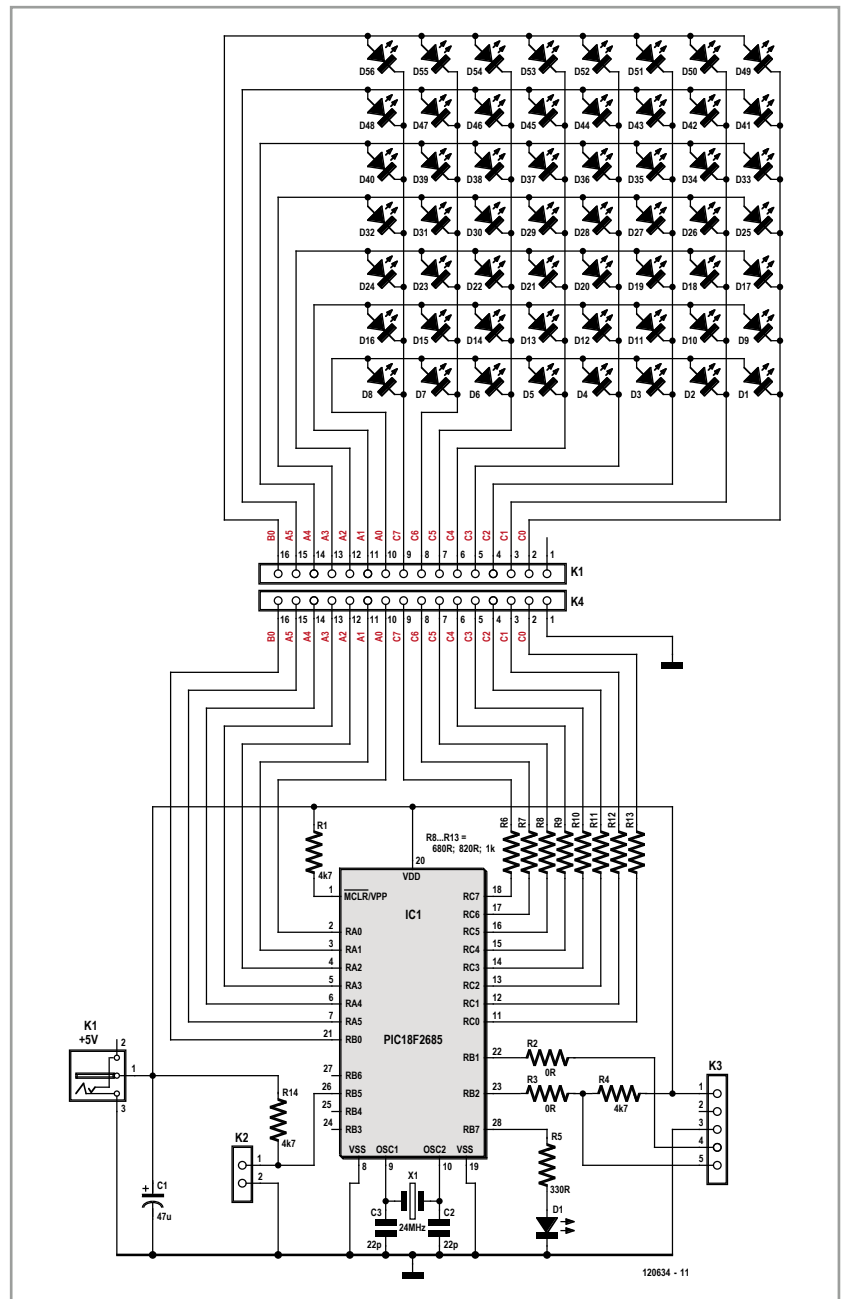 D56 D55 D54 D53 D52 D51 D50 D49
D48 D47 D46 D45 D44 D43 D42 D41
D40 D39 D38 D37 D36 D35 D34 D33
D32 D31 D30 D29 D28 D27 D26 D25
D24 D23 D22 D21 D20 D19 D18 D17
D16 D15 D14 D13 D12 D11 D10 D9
D8 D7 D6 D5 D4 D3 D2 D1
B0 A5 A4 A3 A2 A1 A0 C7 C6 C5 C4 C3 C2 C1 C0
16 15 14 13 12 11 10 9 8 7 6 5 4 3 2 1
K1
K4
16 15 14 13 12 11 10 9 8 7 6 5 4 3 2 1
B0 A5 A4 A3 A2 A1 A0 C7 C6 C5 C4 C3 C2 C1 C0
R1
4k7
R8...R13 =
680R; 820R; 1k
R6 R7 R8 R9 R10 R11 R12 R13
20
VDD
1 MCLR/VPP
IC1
RC7 18
RC6 17
2 RA0
RC5 16
3 RA1
RC4 15
4 RA2
RC3 14
5 RA3
RC2 13
6 RA4
RC1 12
7 RA5
RC0 11
21 RB0
PIC18F2685
RB1 22
27 RB6
26 RB5
RB2 23
25 RB4
24 RB3
RB7 28
VSS OSC1 OSC2 VSS
8 9 10 19
K1
+5V
2
1
3
R14
4k7
K2
1
2
C1
+
47u
X1
24MHz
C3
22p
C2
22p
R2
0R
R3
0R
R4
4k7
R5
330R
D1
K3
1
2
3
4
5
120634 - 11